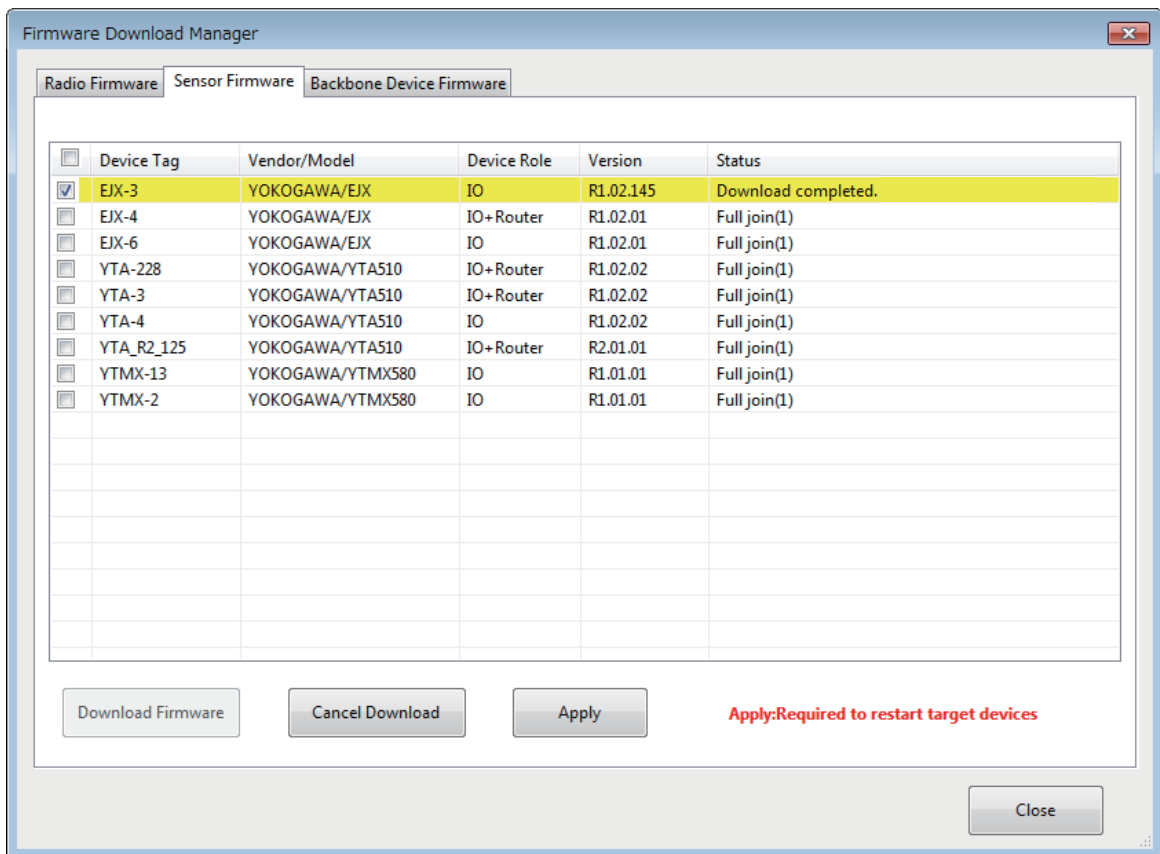 Firmware Download Manager
Radio Firmware Sensor Firmware Backbone Device Firmware
Device Tag Vendor/Model Device Role Version Status
EJX-3 YOKOGAWA/EJX IO R1.02.145 Download completed.
EJX-4 YOKOGAWA/EJX IO+Router R1.02.01 Full join(1)
EJX-6 YOKOGAWA/EJX IO R1.02.01 Full join(1)
YTA-228 YOKOGAWA/YTA510 IO+Router R1.02.02 Full join(1)
YTA-3 YOKOGAWA/YTA510 IO+Router R1.02.02 Full join(1)
YTA-4 YOKOGAWA/YTA510 IO R1.02.02 Full join(1)
YTA_R2_125 YOKOGAWA/YTA510 IO+Router R2.01.01 Full join(1)
YTMX-13 YOKOGAWA/YTMX580 IO R1.01.01 Full join(1)
YTMX-2 YOKOGAWA/YTMX580 IO R1.01.01 Full join(1)
Download Firmware Cancel Download Apply Apply:Required to restart target devices
Close